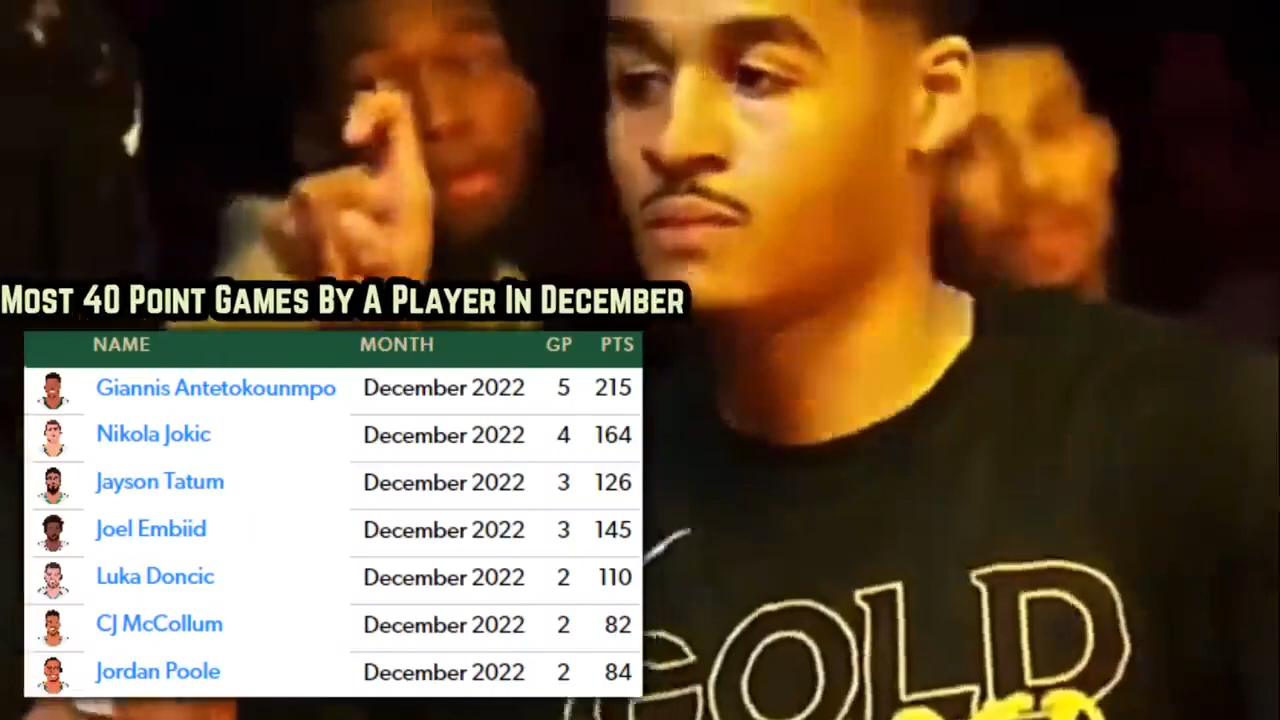 MOST 40 POINT GAMES BY A PLAYER IN DECEMBER
NAME MONTH GP PTS
Giannis Antetokounmpo December 2022 5 215
Nikola Jokic December 2022 4 164
Jayson Tatum December 2022 3 126
Joel Embiid December 2022 3 145
Luka Doncic December 2022 2 110
CJ McCollum December 2022 2 82
Jordan Poole December 2022 2 84
GOLD